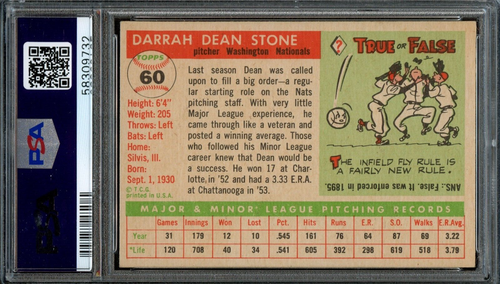 58309732
PSA
DARRAH DEAN STONE
pitcher Washington Nationals
TOPPS
60
Height: 6'4"
Weight: 205
Throws: Left
Bats: Left
Home:
Silvis, Ill.
Born:
Sept. 1, 1930
© T.C.G.
printed in U.S.A.
Last season Dean was called
upon to fill a big order—a regu-
lar starting role on the Nats
pitching staff. With very little
Major League experience, he
came through like a veteran and
posted a winning average. Those
who followed his Minor League
career knew that Dean would be a
success. He won 17 at Char-
lotte, in '52 and had a 3.33 E.R.A.
at Chattanooga in '53.
?
TRUE OR FALSE
THE INFIELD FLY RULE IS
A FAIRLY NEW RULE.
ANS.: False. It was enforced in 1895.
MAJOR & MINOR LEAGUE PITCHING RECORDS
Games Innings Won Lost Pct. Hits Runs E.R. S.O. Walks E.R.Avg.
Year 31 179 12 10 .545 161 76 64 87 69 3.22
*Life 120 708 40 34 .541 605 392 298 619 518 3.79